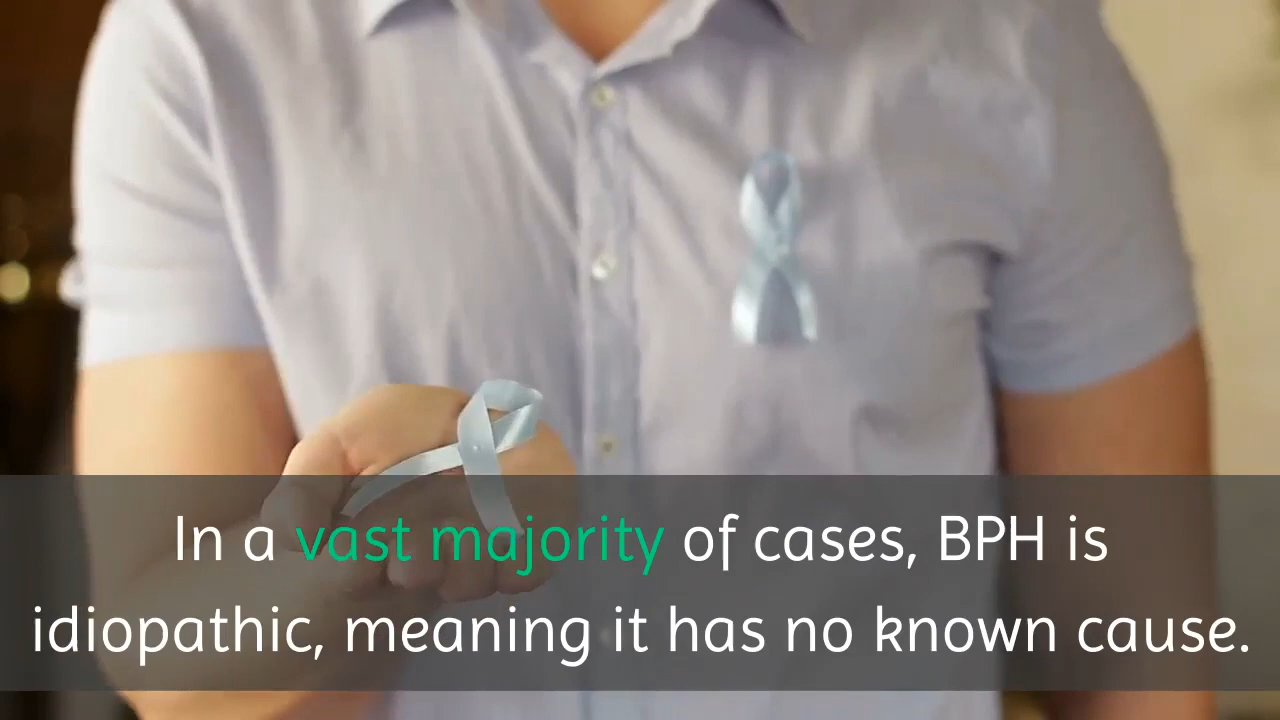 In a vast majority of cases, BPH is
idiopathic, meaning it has no known cause.